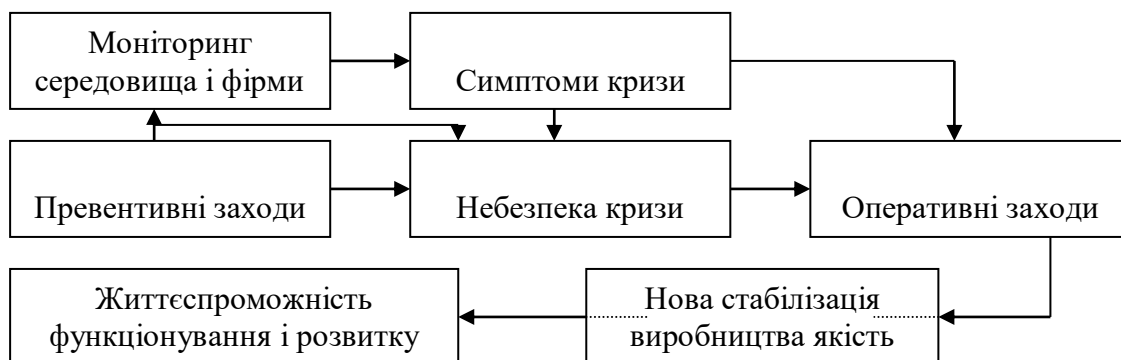 Моніторинг
середовища і фірми
Симптоми кризи
Превентивні заходи
Небезпека кризи
Оперативні заходи
Життєспроможність
функціонування і розвитку
Нова стабілізація
виробництва якість